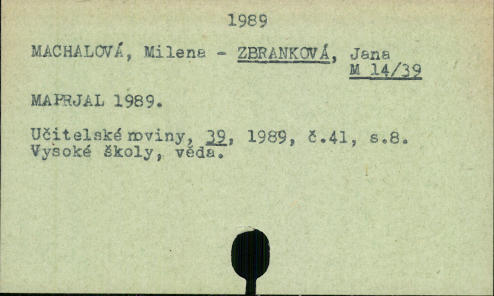 1989
MACHALOVÁ, Milena - ZBRANKOVÁ, Jana
M 14/39
MAPRJAL 1989.
Učitelské noviny, 39, 1989, č.41, s.8.
Vysoké školy, věda.